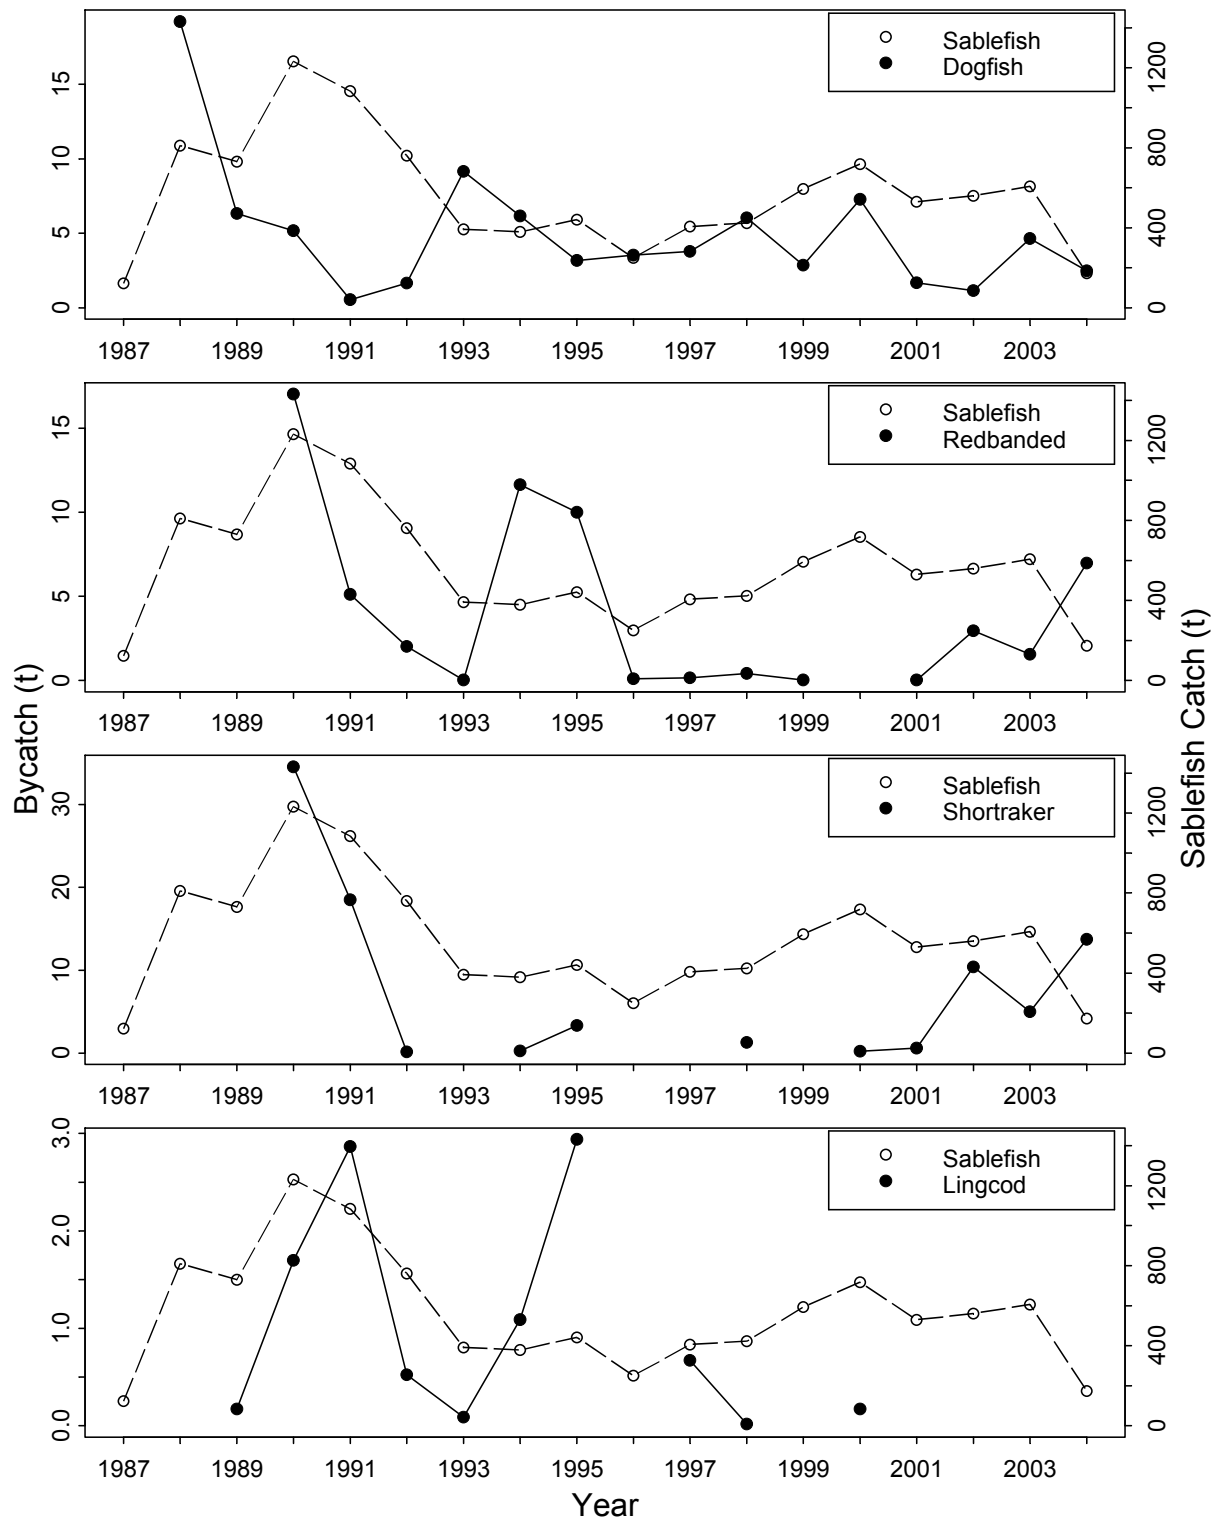 Sablefish
Dogfish
0 5 10 15
0 400 800 1200
1987 1989 1991 1993 1995 1997 1999 2001 2003
Sablefish
Redbanded
0 5 10 15
0 400 800 1200
1987 1989 1991 1993 1995 1997 1999 2001 2003
Bycatch (t)
Sablefish Catch (t)
Sablefish
Shortraker
0 10 20 30
0 400 800 1200
1987 1989 1991 1993 1995 1997 1999 2001 2003
Sablefish
Lingcod
0.0 1.0 2.0 3.0
0 400 800 1200
1987 1989 1991 1993 1995 1997 1999 2001 2003
Year